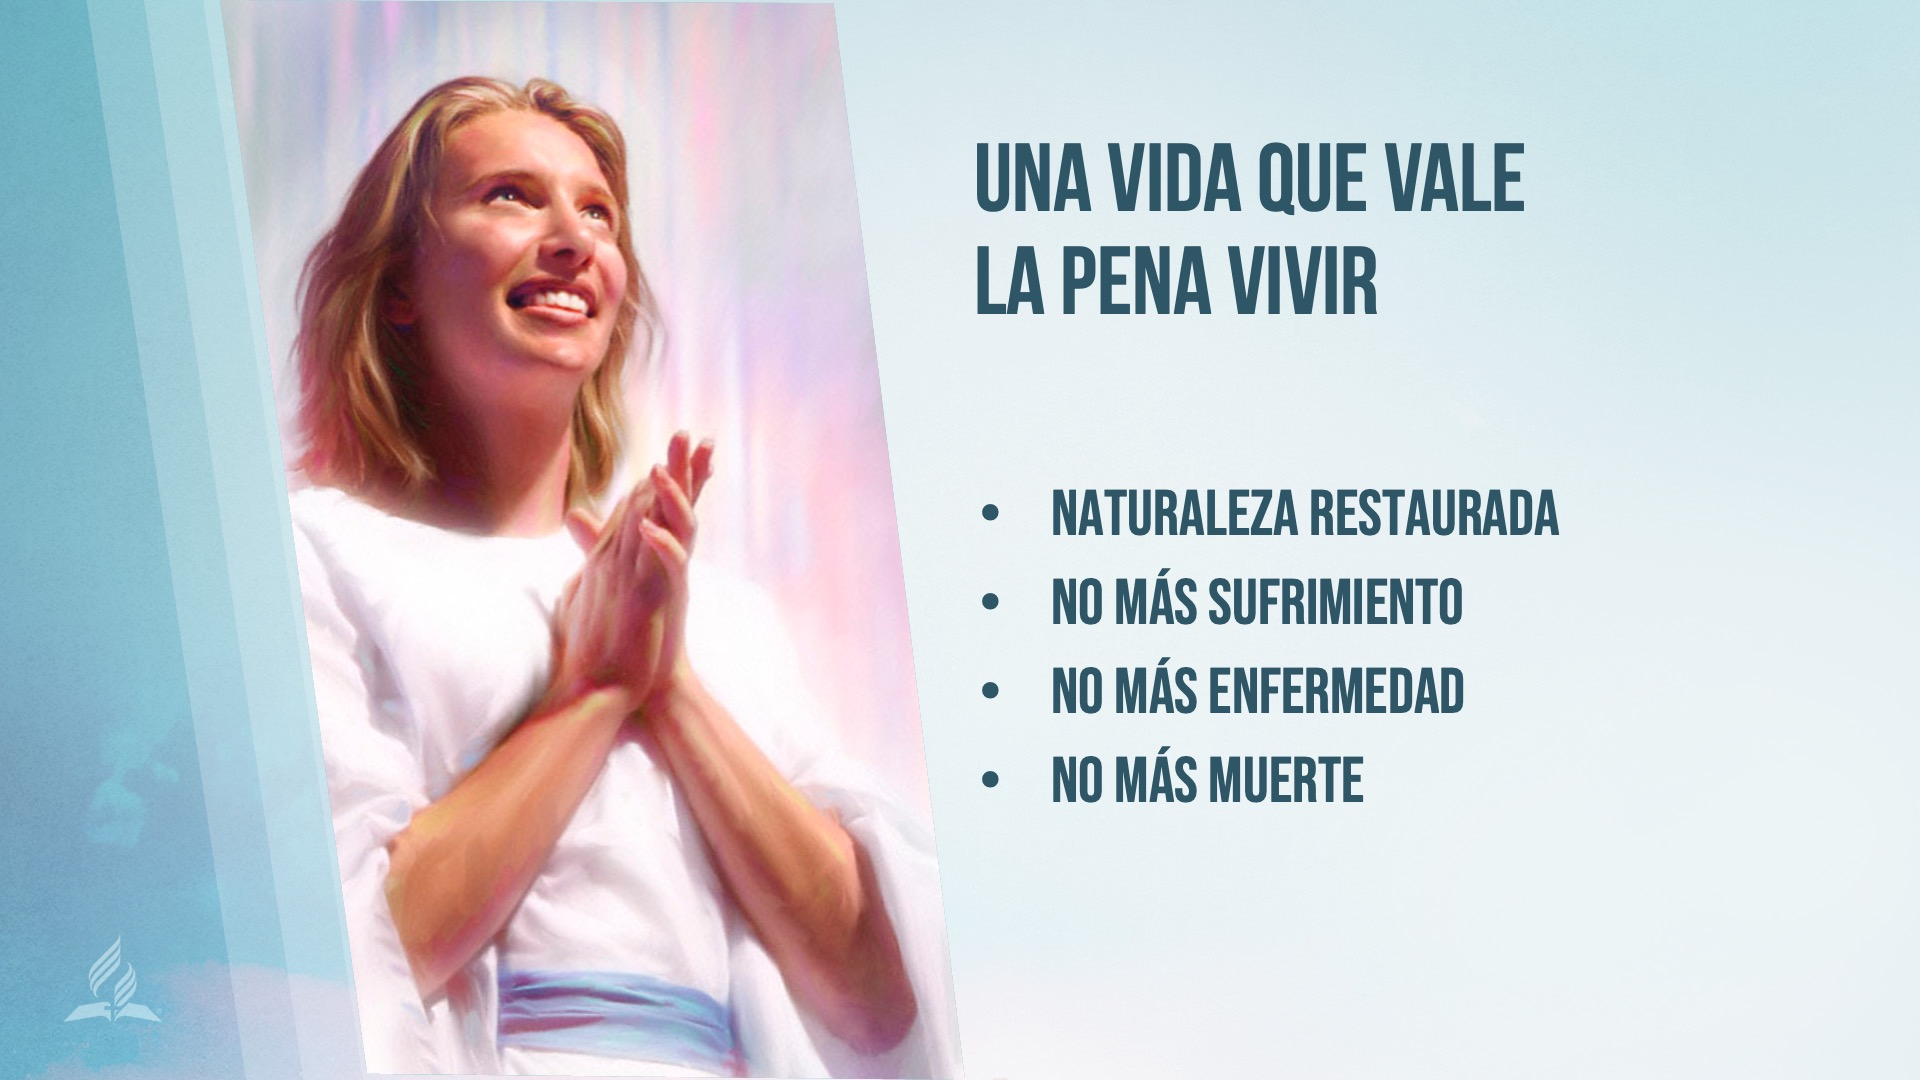 UNA VIDA QUE VALE
LA PENA VIVIR
• NATURALEZA RESTAURADA
• NO MÁS SUFRIMIENTO
• NO MÁS ENFERMEDAD
• NO MÁS MUERTE